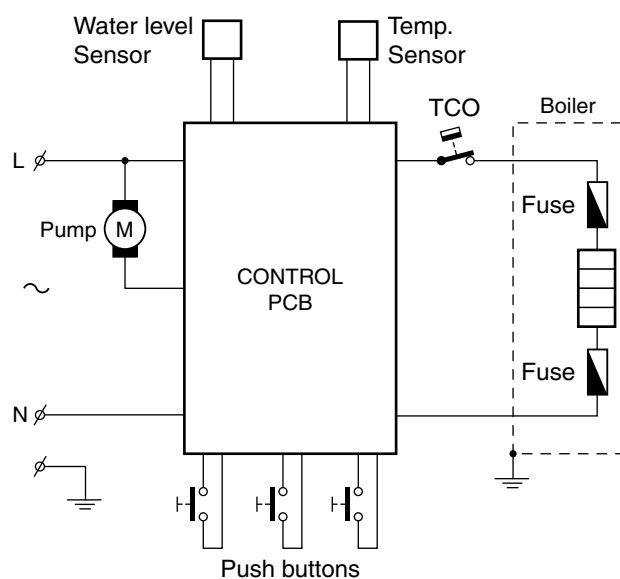 Water level
Sensor
Temp.
Sensor
TCO
Boiler
L
Fuse
Pump
M
CONTROL
PCB
Fuse
N
Push buttons